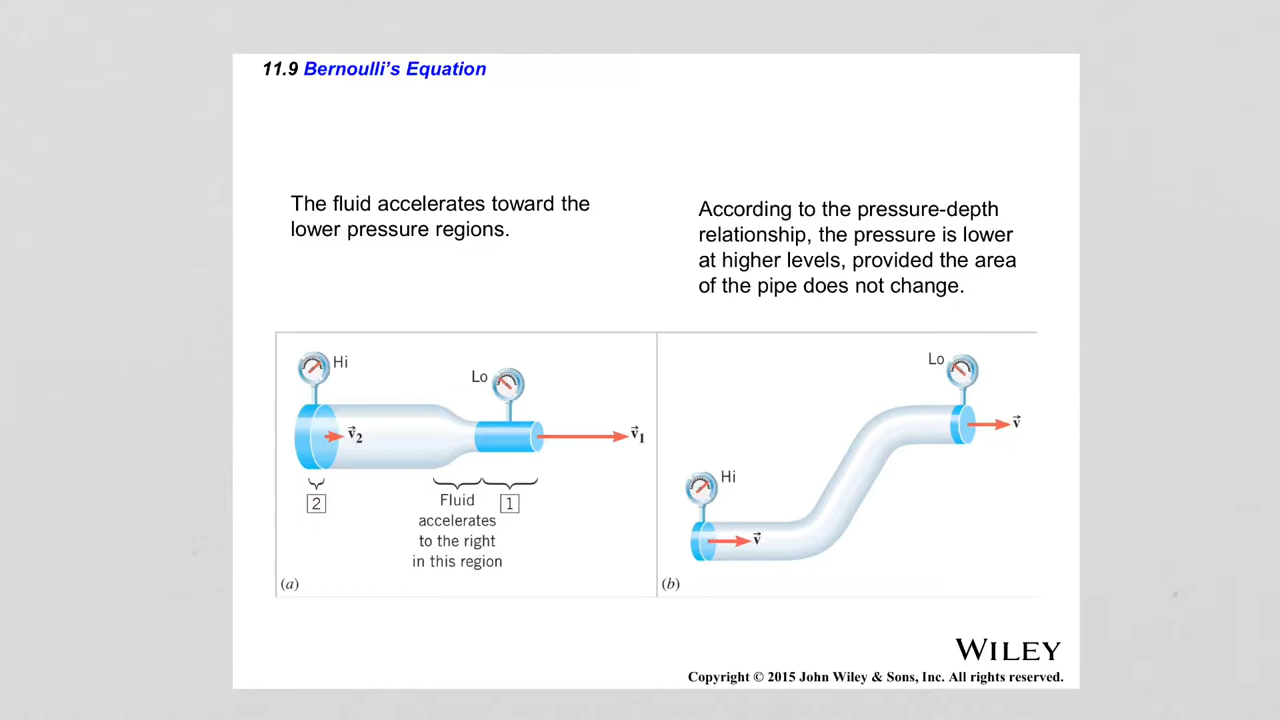 11.9 Bernoulli's Equation
The fluid accelerates toward the
lower pressure regions.
According to the pressure-depth
relationship, the pressure is lower
at higher levels, provided the area
of the pipe does not change.
Hi
Lo
v₂
v₁
2
Fluid
accelerates
to the right
in this region
1
(a)
Lo
v
Hi
v
(b)
WILEY
Copyright © 2015 John Wiley & Sons, Inc. All rights reserved.